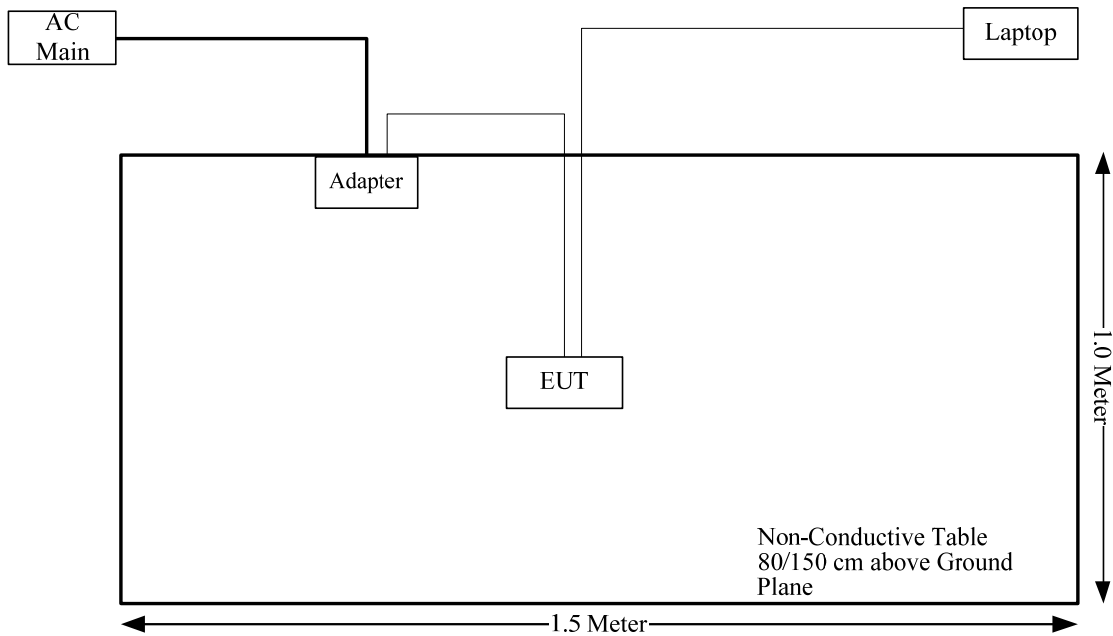 AC
Main
Laptop
Adapter
EUT
1.0 Meter
Non-Conductive Table
80/150 cm above Ground
Plane
1.5 Meter